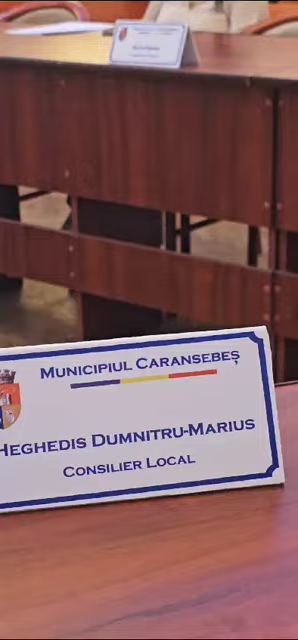 MUNICIPIUL CARANSEBEȘ
HEGHEDIS DUMNITRU-MARIUS
CONSILIER LOCAL